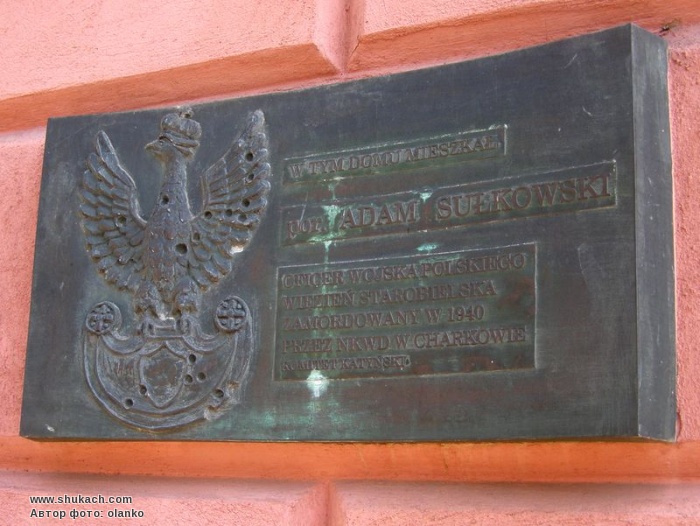 W TYM DOMU MIESZKAŁ
por. ADAM SUŁKOWSKI
OFICER WOJSKA POLSKIEGO
WIĘZIEŃ STAROBIELSKA
ZAMORDOWANY W 1940
PRZEZ NKWD W CHARKOWIE
KOMITET KATYŃSKI
www.shukach.com
Автор фото: olanko